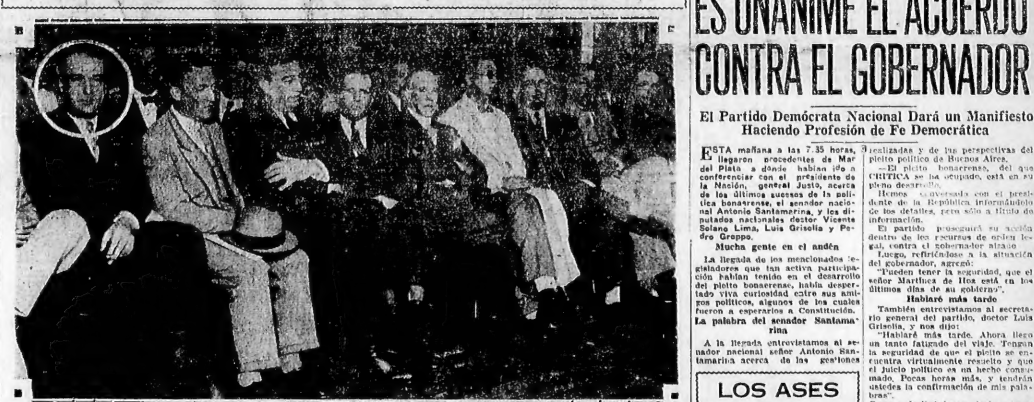 ES UNANIME EL ACUERDO
CONTRA EL GOBERNADOR
El Partido Demócrata Nacional Dará un Manifiesto
Haciendo Profesión de Fe Democrática
ESTA mañana a las 7.35 horas,
llegaron procedentes de Mar
del Plata a dónde habían ido a
conferenciar con el presidente de
la Nación, general Justo, acerca
de los últimos sucesos de la polí-
tica bonaerense, el senador nacio-
nal Antonio Santamarina, y los di-
putados nacionales doctor Vicente
Solano Lima, Luis Grisolía y Pe-
dro Groppo.
Mucha gente en el andén
La llegada de los mencionados le-
gisladores que tan activa participa-
ción habían tenido en el desarrollo
del pleito bonaerense, había desper-
tado viva curiosidad entre sus ami-
gos políticos, algunos de los cuales
fueron a esperarlos a Constitución.
La palabra del senador Santama-
rina
A la llegada entrevistamos al se-
nador nacional señor Antonio San-
tamarina acerca de las gestiones
LOS ASES
realizadas y de las perspectivas del
pleito político de Buenos Aires.
—El pleito bonaerense, del que
CRITICA se ha ocupado, está en su
pleno desarrollo.
Hemos conversado con el presi-
dente de la República informándolo
de los detalles, pero sólo a título de
información.
El partido proseguirá su acción
dentro de los recursos de orden le-
gal, contra el gobernador alzado
Luego, refiriéndose a la situación
del gobernador, agregó:
"Pueden tener la seguridad, que el
señor Martínez de Hoz está en los
últimos días de su gobierno".
Hablaré más tarde
También entrevistamos al secreta-
rio general del partido, doctor Luis
Grisolía, y nos dijo:
"Hablaré más tarde. Ahora llego
un tanto fatigado del viaje. Tengan
la seguridad de que el pleito se en-
cuentra virtualmente resuelto y que
el juicio político es un hecho consu-
mado. Pocas horas más, y tendrán
ustedes la confirmación de mis pala-
bras".